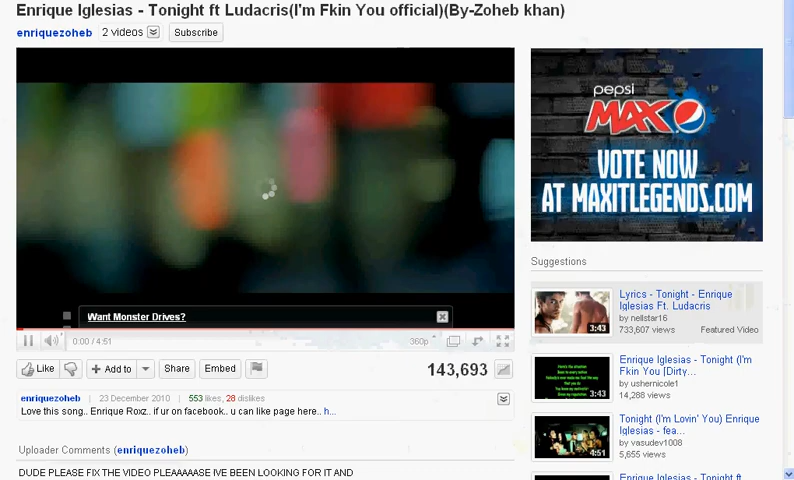 Enrique Iglesias - Tonight ft Ludacris(I'm Fkin You official)(By-Zoheb khan)
enriquezoheb 2 videos Subscribe
Want Monster Drives?
0:00 / 4:51 360p
Like Add to Share Embed 143,693
enriquezoheb | 23 December 2010 | 553 likes, 28 dislikes
Love this song.. Enrique Roxz.. if ur on facebook.. u can like page here.. h...
Uploader Comments (enriquezoheb)
DUDE PLEASE FIX THE VIDEO PLEAAAAASE IVE BEEN LOOKING FOR IT AND
pepsi
MAX
VOTE NOW
AT MAXITLEGENDS.COM
Suggestions
3:43
Lyrics - Tonight - Enrique
Iglesias Ft. Ludacris
by nellstar16
733,607 views Featured Video
3:43
Enrique Iglesias - Tonight (I'm
Fkin You [Dirty...
by ushernicole1
14,288 views
4:51
Tonight (I'm Lovin' You) Enrique
Iglesias - fea...
by vasudev1008
5,655 views
Enrique Iglesias - Tonight ft